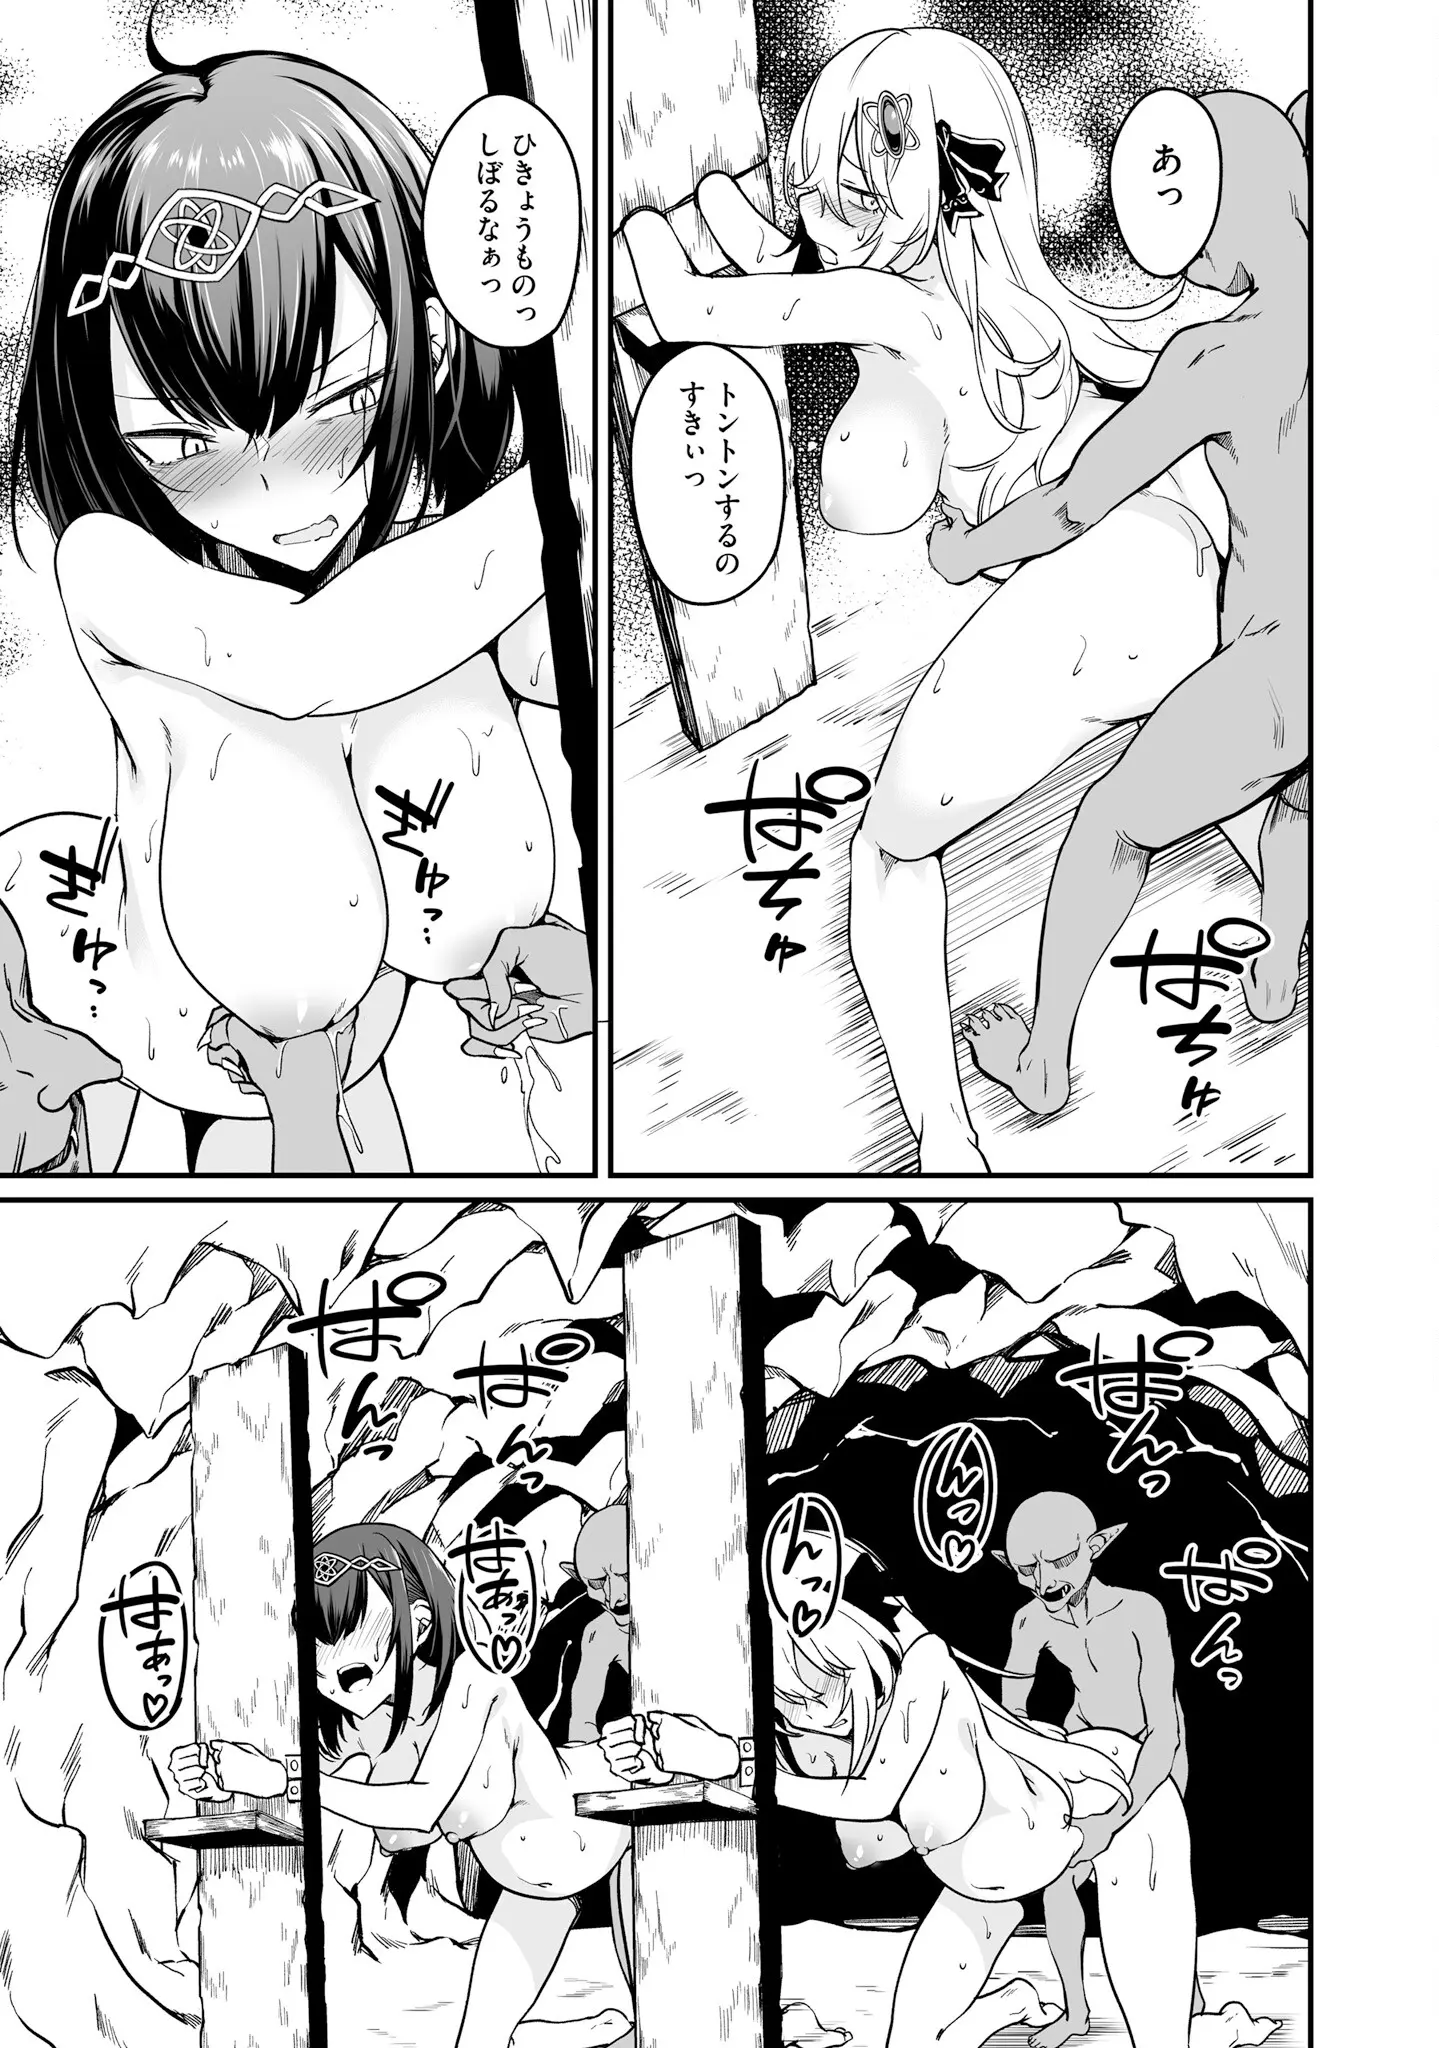 あっ
トントンするの
すきぃっ
ぱちゅ
ぱちゅ
ひきょうものっ
しぼるなぁっ
ぎゅっ…
ぎゅっ…
ぱんっ
ぱんっ
んっ♡
んっ♡
ぱんっ
ぱんっ
はぁっ♡
はぁっ♡